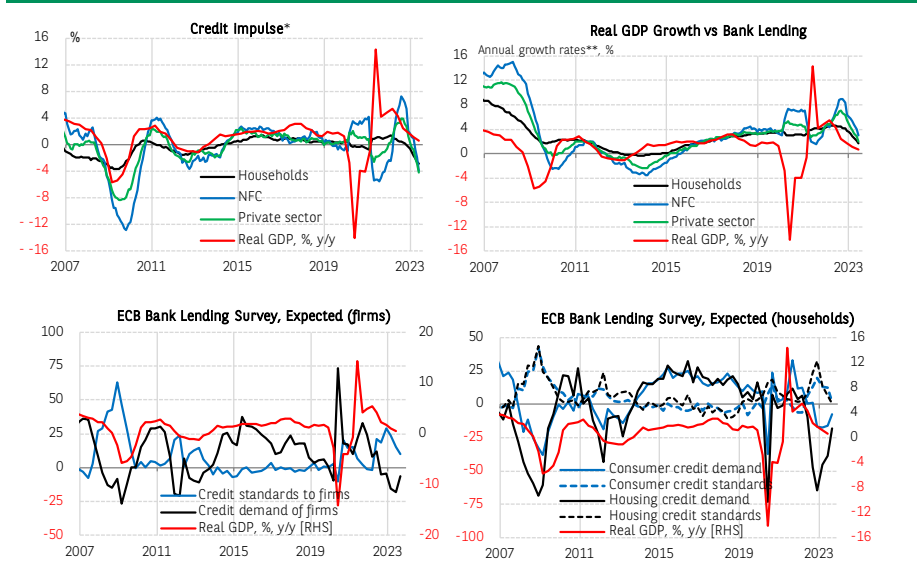 Credit Impulse*
%
16
12
8
4
0
-4
-8
- -12
- -16
Households
NFC
Private sector
Real GDP, %, y/y
2007 2011 2015 2019 2023
Real GDP Growth vs Bank Lending
Annual growth rates**, %
16
12
8
4
0
-4
-8
-12
-16
Households
NFC
Private sector
Real GDP, %, y/y
2007 2011 2015 2019 2023
ECB Bank Lending Survey, Expected (firms)
100
75
50
25
0
-25
-50
20
10
0
-10
-20
Credit standards to firms
Credit demand of firms
Real GDP, %, y/y [RHS]
2007 2011 2015 2019 2023
ECB Bank Lending Survey, Expected (households)
50
25
0
-25
-50
-75
-100
16
12
8
4
0
-4
-8
-12
-16
Consumer credit demand
Consumer credit standards
Housing credit demand
Housing credit standards
Real GDP, %, y/y [RHS]
2007 2011 2015 2019 2023